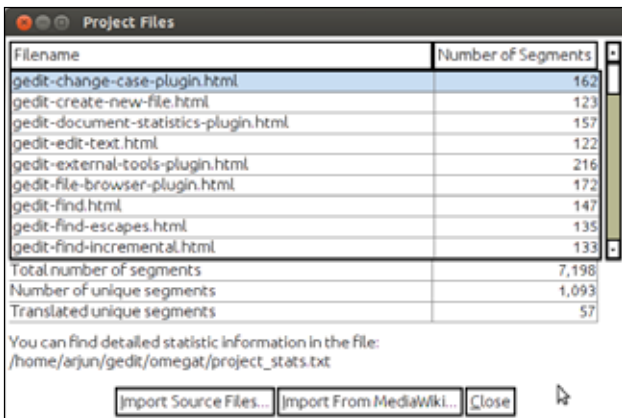 Project Files
Filename Number of Segments
gedit-change-case-plugin.html 162
gedit-create-new-file.html 123
gedit-document-statistics-plugin.html 157
gedit-edit-text.html 122
gedit-external-tools-plugin.html 216
gedit-file-browser-plugin.html 172
gedit-find.html 147
gedit-find-escapes.html 135
gedit-find-incremental.html 133
Total number of segments 7,198
Number of unique segments 1,093
Translated unique segments 57
You can find detailed statistic information in the file:
/home/arjun/gedit/omegat/project_stats.txt
Import Source Files... Import From MediaWiki... Close